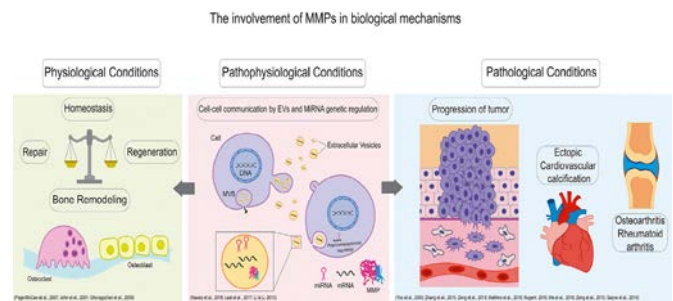 The involvement of MMPs in biological mechanisms
Physiological Conditions
Homeostasis
Repair
Regeneration
Bone Remodeling
Osteoclast
Osteoblast
Pathophysiological Conditions
Cell-cell communication by EVs and MiRNA genetic regulation
Cell
DNA
MVB
Extracellular Vesicles
miRNA
mRNA
MMP
Pathological Conditions
Progression of tumor
Ectopic
Cardiovascular
calcification
Osteoarthritis
Rheumatoid
arthritis